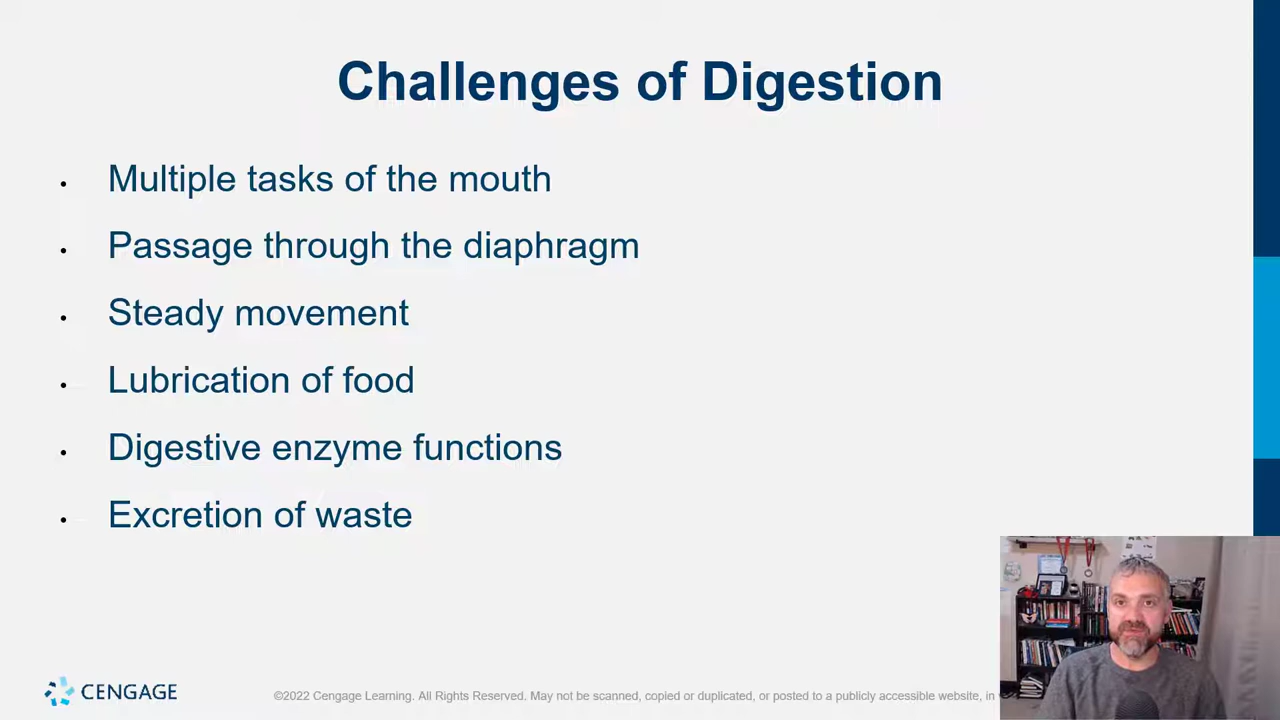 Challenges of Digestion
• Multiple tasks of the mouth
• Passage through the diaphragm
• Steady movement
• Lubrication of food
• Digestive enzyme functions
• Excretion of waste
CENGAGE
©2022 Cengage Learning. All Rights Reserved. May not be scanned, copied or duplicated, or posted to a publicly accessible website, in